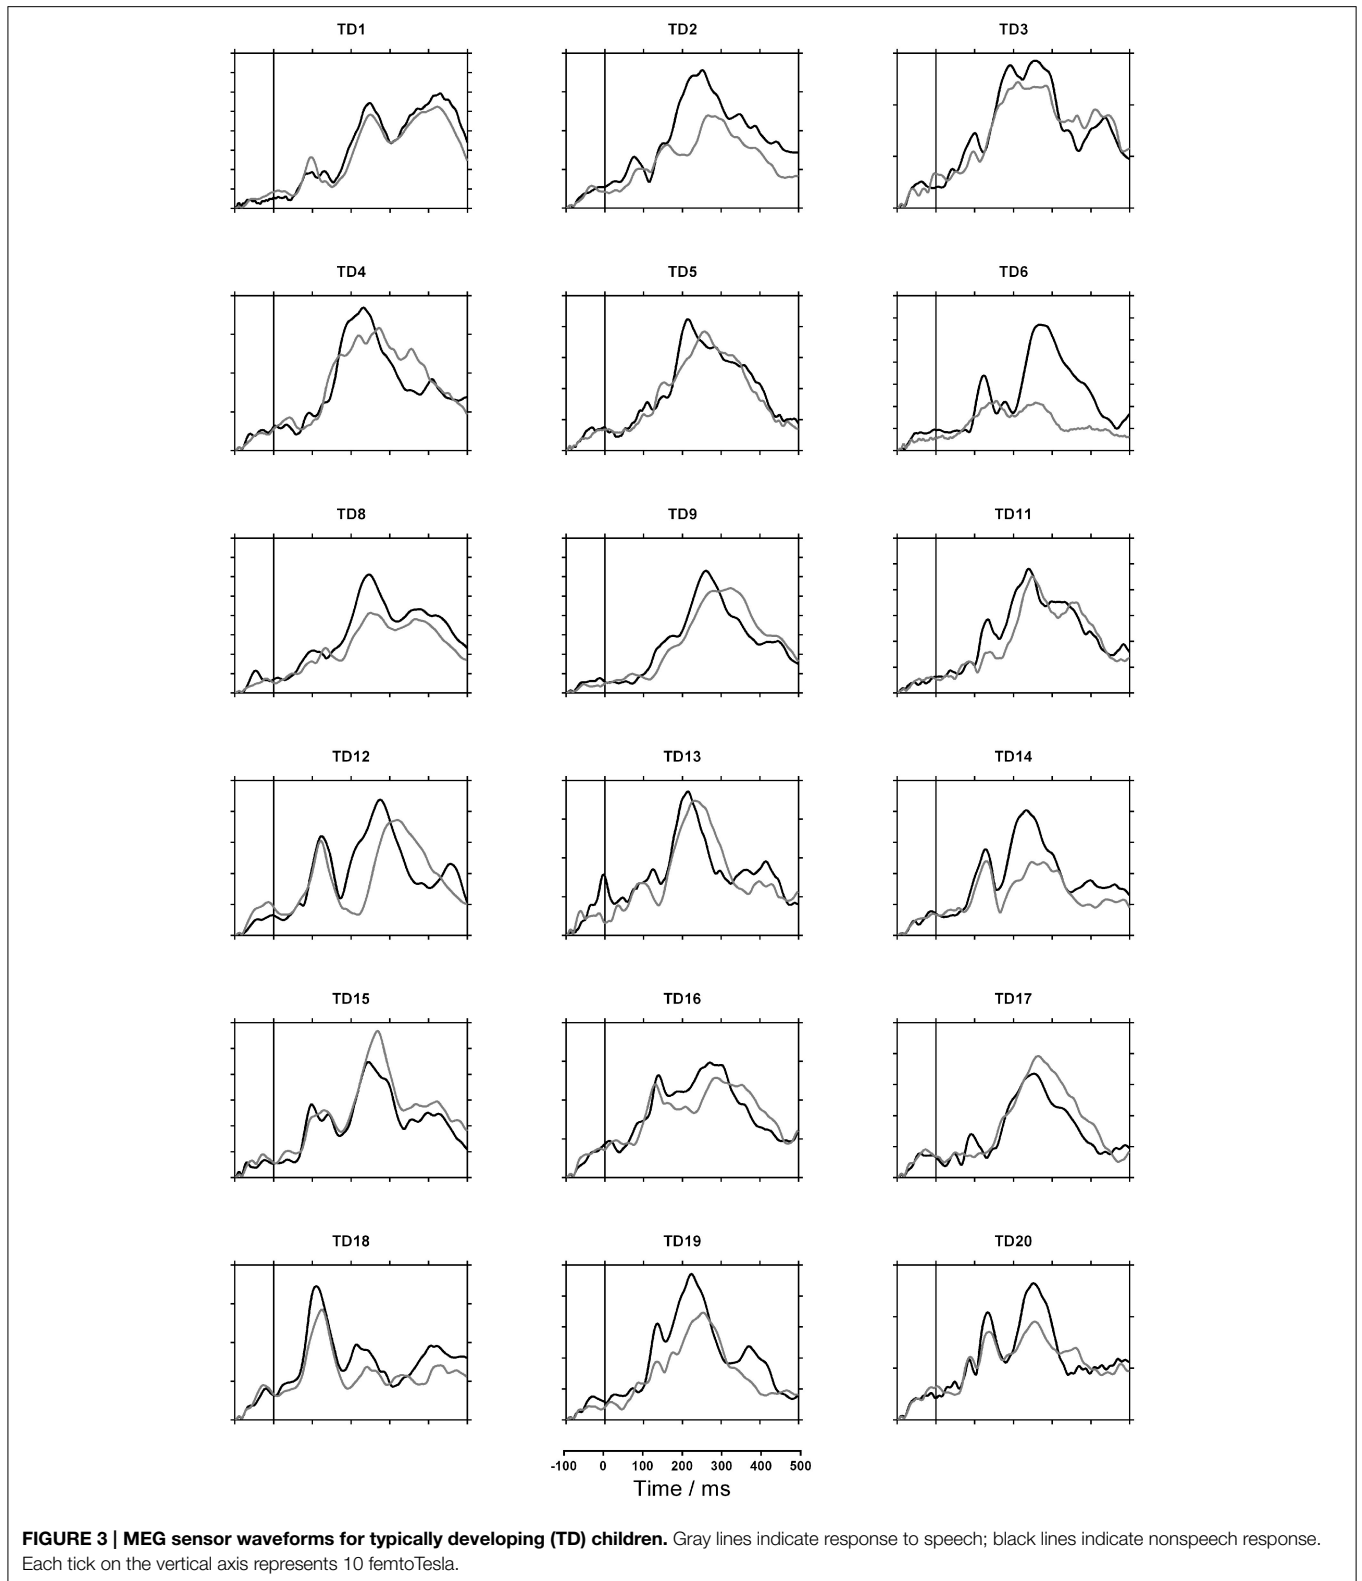 TD1 TD2 TD3
TD4 TD5 TD6
TD8 TD9 TD11
TD12 TD13 TD14
TD15 TD16 TD17
TD18 TD19 TD20
-100 0 100 200 300 400 500
Time / ms
FIGURE 3 | MEG sensor waveforms for typically developing (TD) children. Gray lines indicate response to speech; black lines indicate nonspeech response.
Each tick on the vertical axis represents 10 femtoTesla.